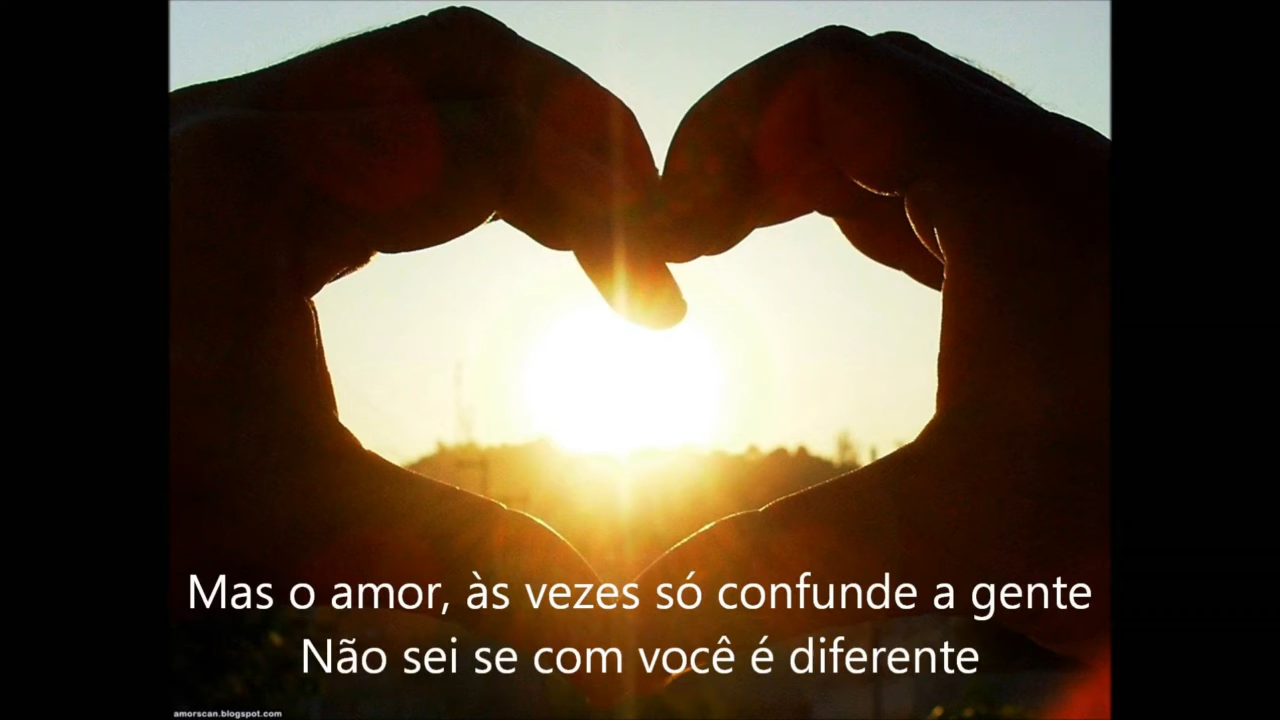 Mas o amor, às vezes só confunde a gente
Não sei se com você é diferente
amorscan.blogspot.com